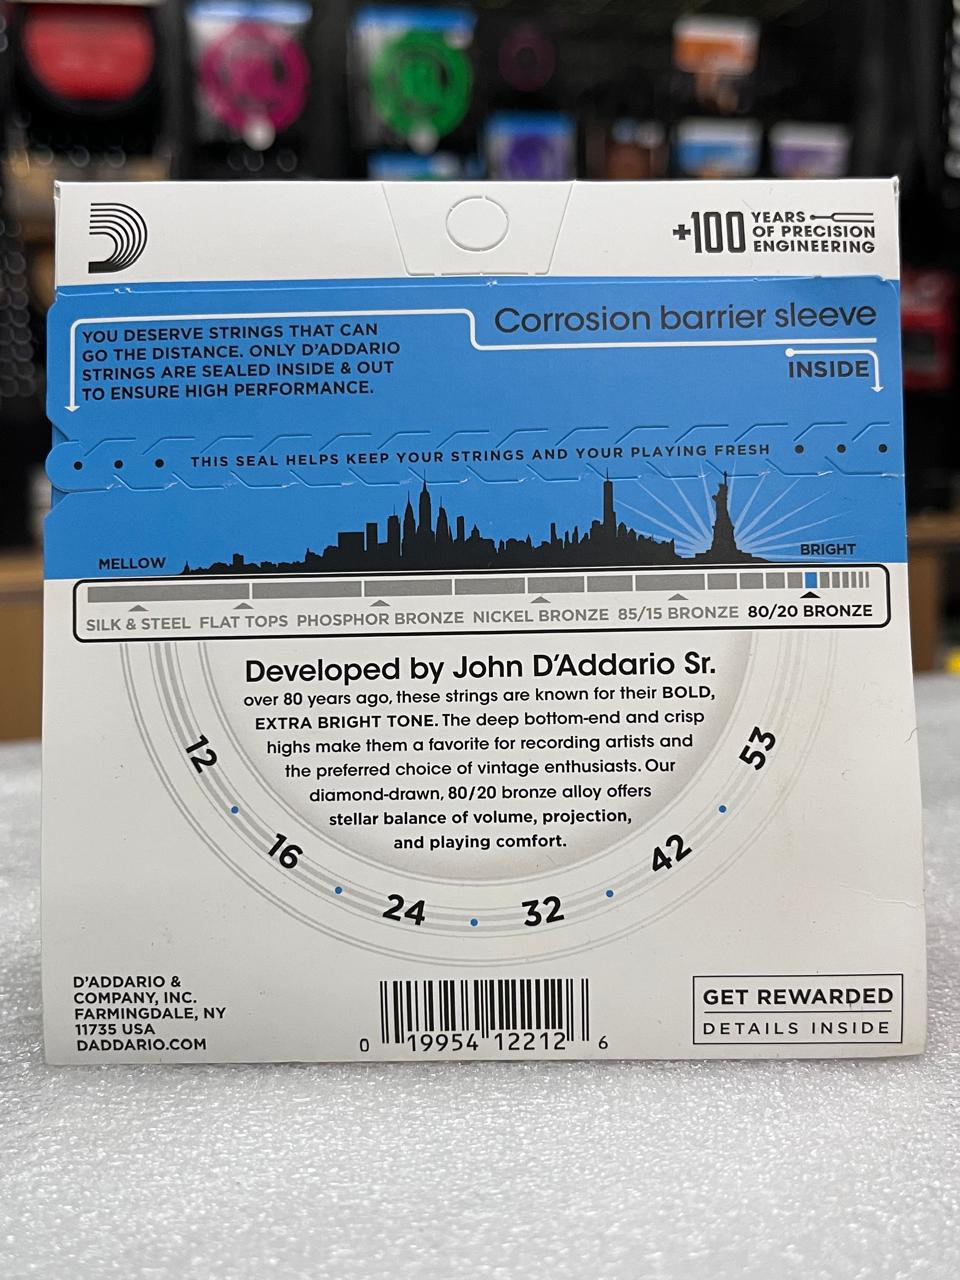 +100 YEARS
OF PRECISION
ENGINEERING
Corrosion barrier sleeve
INSIDE
YOU DESERVE STRINGS THAT CAN
GO THE DISTANCE. ONLY D'ADDARIO
STRINGS ARE SEALED INSIDE & OUT
TO ENSURE HIGH PERFORMANCE.
THIS SEAL HELPS KEEP YOUR STRINGS AND YOUR PLAYING FRESH
MELLOW
BRIGHT
SILK & STEEL FLAT TOPS PHOSPHOR BRONZE NICKEL BRONZE 85/15 BRONZE 80/20 BRONZE
Developed by John D'Addario Sr.
over 80 years ago, these strings are known for their BOLD,
EXTRA BRIGHT TONE. The deep bottom-end and crisp
highs make them a favorite for recording artists and
the preferred choice of vintage enthusiasts. Our
diamond-drawn, 80/20 bronze alloy offers
stellar balance of volume, projection,
and playing comfort.
12 • 16 • 24 • 32 • 42 • 53
D'ADDARIO &
COMPANY, INC.
FARMINGDALE, NY
11735 USA
DADDARIO.COM
0 19954 12212 6
GET REWARDED
DETAILS INSIDE